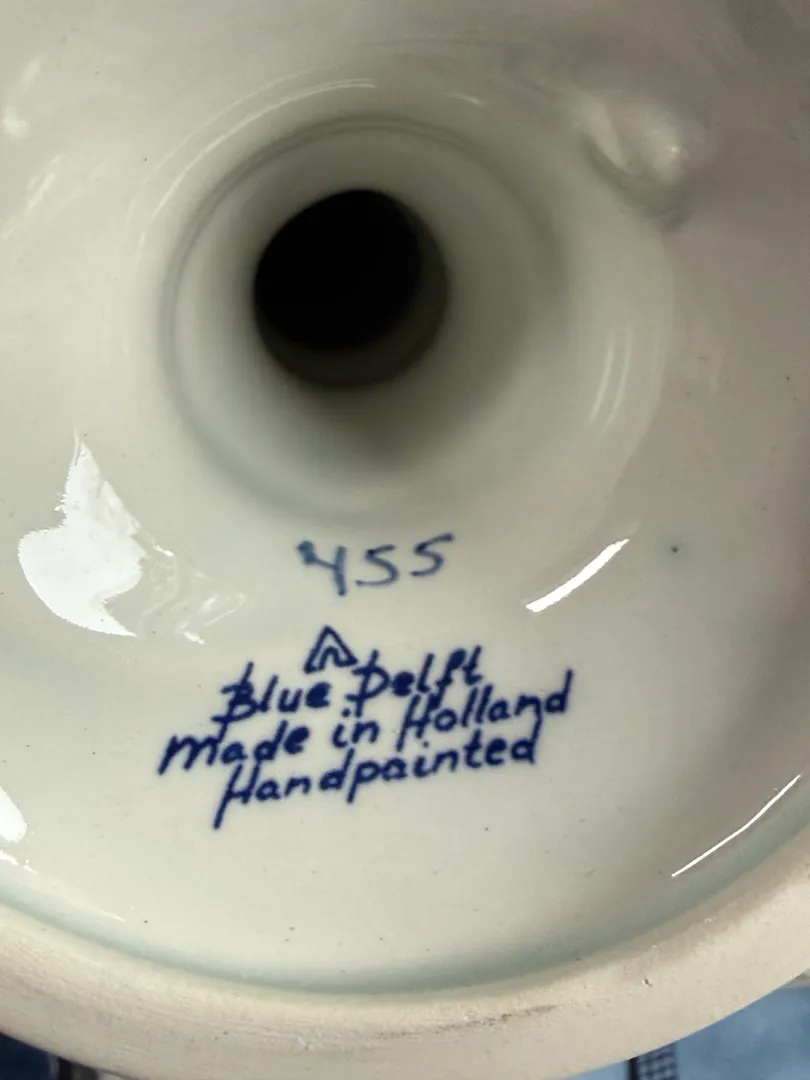 455
Blue Delft
made in Holland
Handpainted